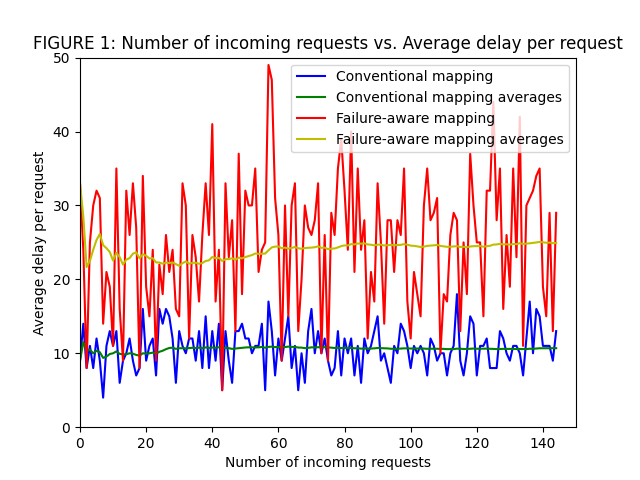 FIGURE 1: Number of incoming requests vs. Average delay per request
Conventional mapping
Conventional mapping averages
Failure-aware mapping
Failure-aware mapping averages
Average delay per request
50
40
30
20
10
0
0 20 40 60 80 100 120 140
Number of incoming requests